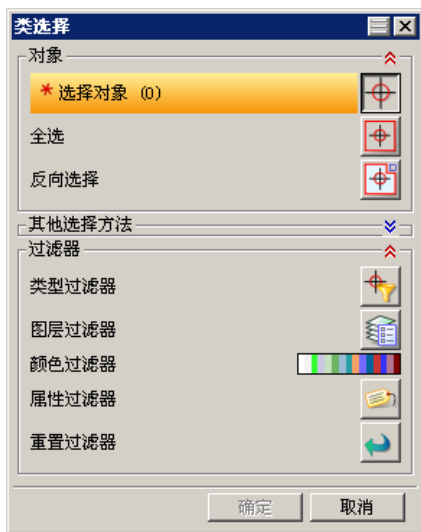 类选择
对象
* 选择对象 (0)
全选
反向选择
其他选择方法
过滤器
类型过滤器
图层过滤器
颜色过滤器
属性过滤器
重置过滤器
确定 取消